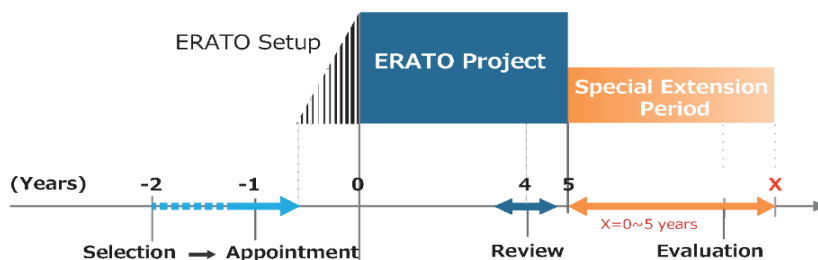 ERATO Setup
ERATO Project
Special Extension
Period
(Years) -2 -1 0 4 5 X
X=0~5 years
Selection → Appointment Review Evaluation